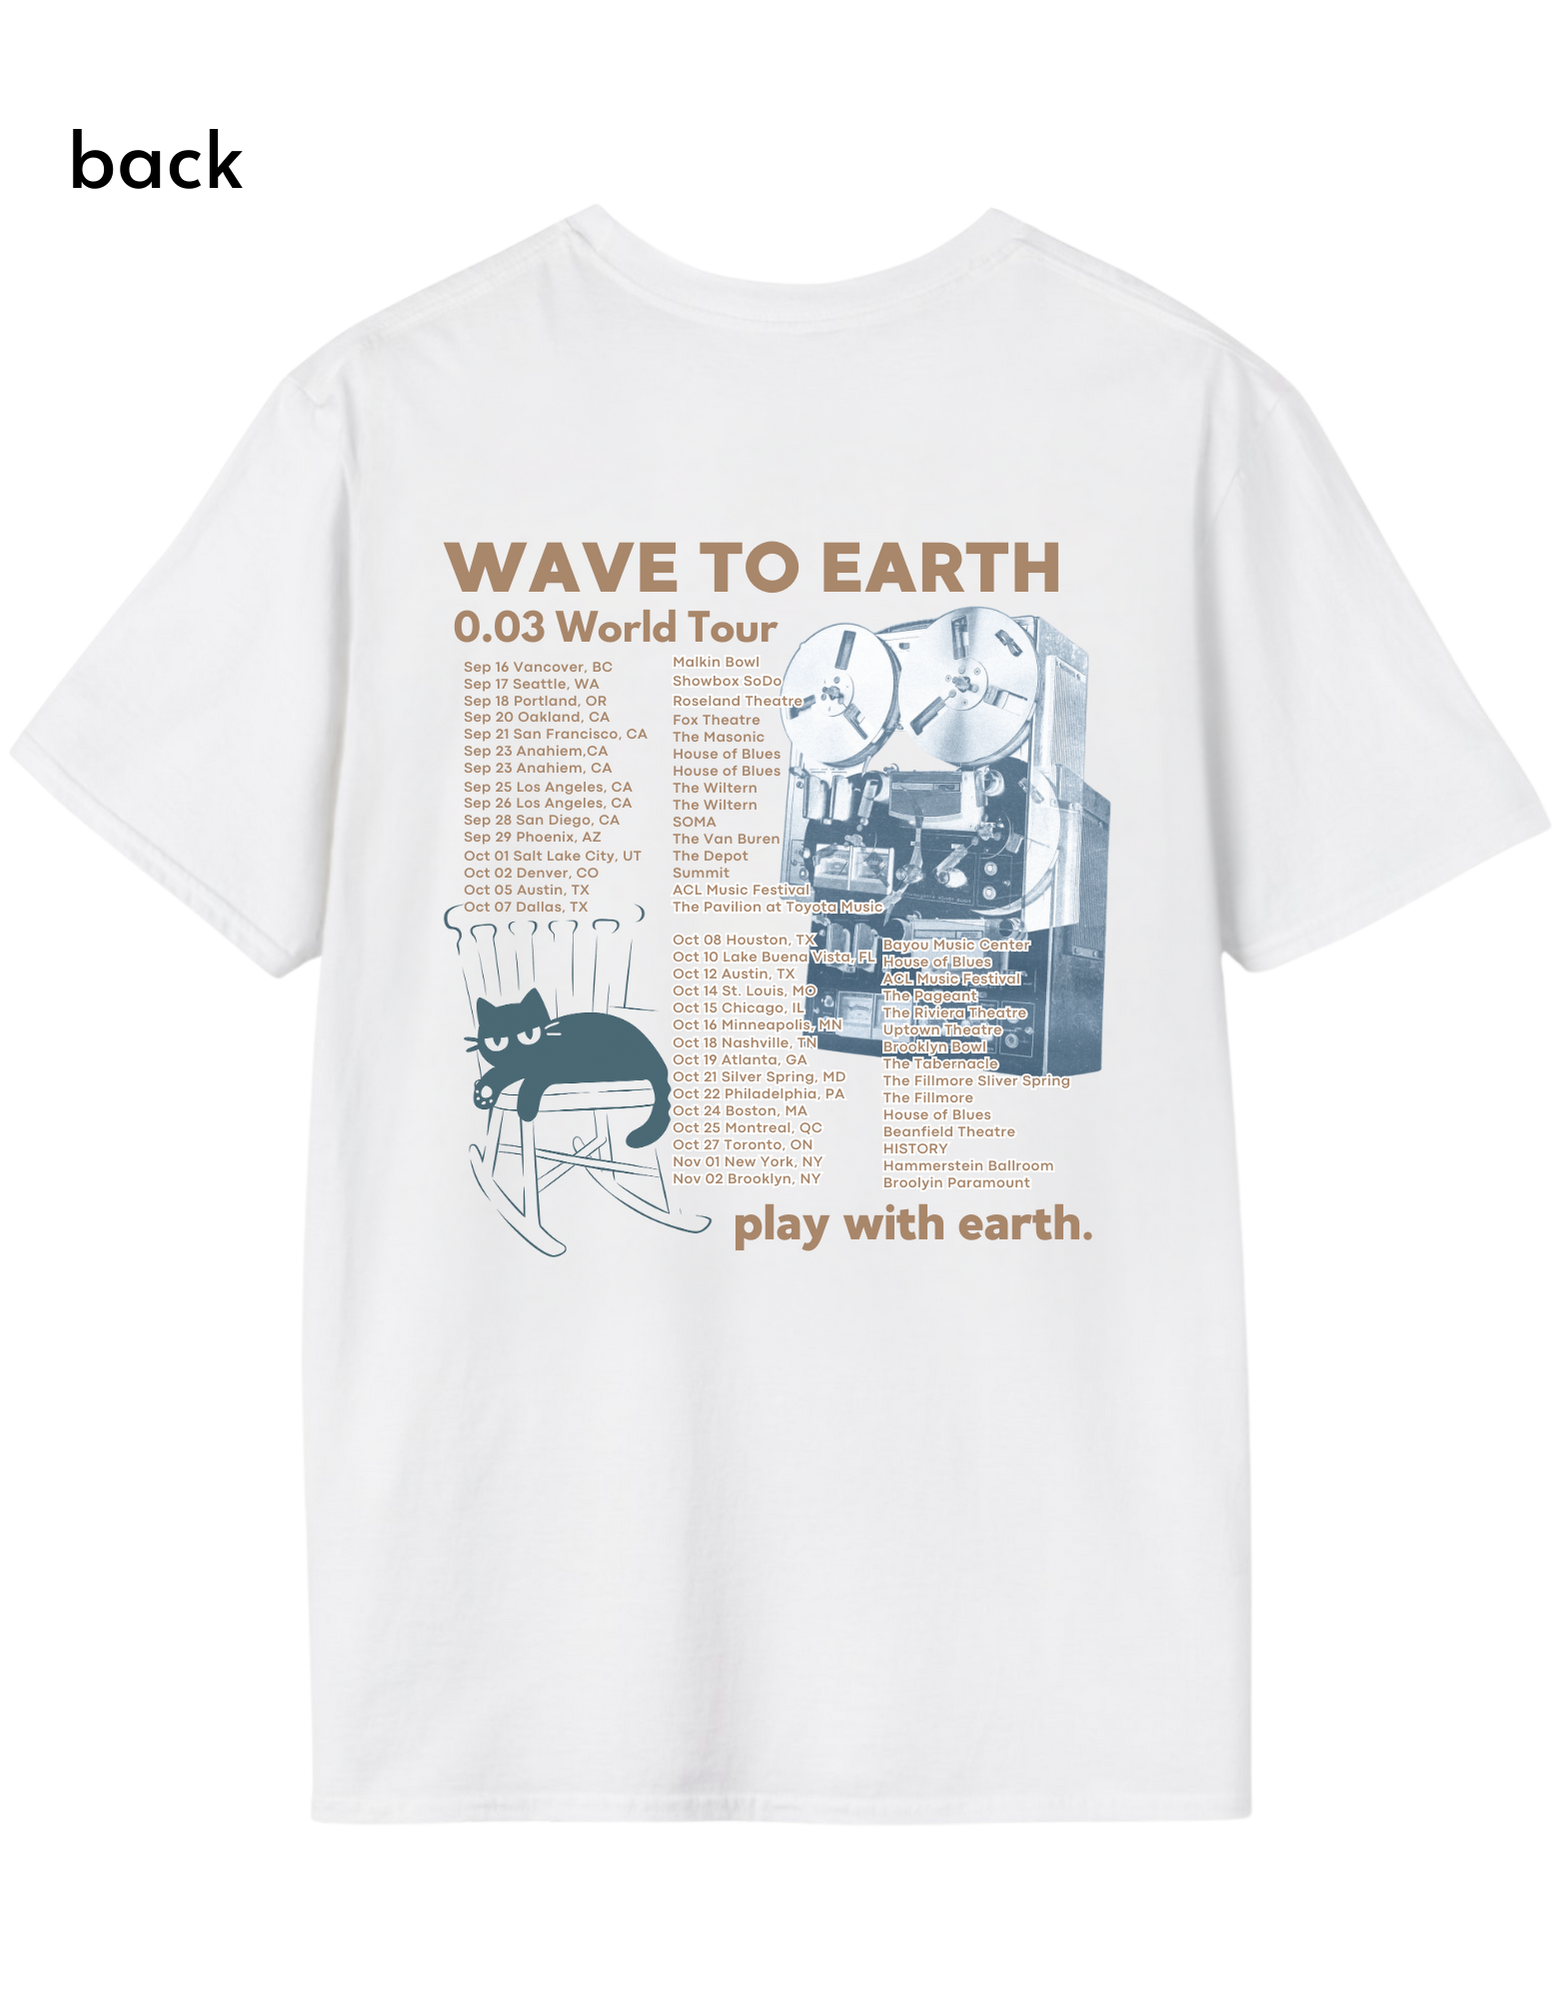 back
WAVE TO EARTH
0.03 World Tour
Sep 16 Vancover, BC
Sep 17 Seattle, WA
Sep 18 Portland, OR
Sep 20 Oakland, CA
Sep 21 San Francisco, CA
Sep 23 Anahiem,CA
Sep 23 Anahiem, CA
Sep 25 Los Angeles, CA
Sep 26 Los Angeles, CA
Sep 28 San Diego, CA
Sep 29 Phoenix, AZ
Oct 01 Salt Lake City, UT
Oct 02 Denver, CO
Oct 05 Austin, TX
Oct 07 Dallas, TX
Malkin Bowl
Showbox SoDo
Roseland Theatre
Fox Theatre
The Masonic
House of Blues
House of Blues
The Wiltern
The Wiltern
SOMA
The Van Buren
The Depot
Summit
ACL Music Festival
The Pavilion at Toyota Music
Oct 08 Houston, TX
Oct 10 Lake Buena Vista, FL
Oct 12 Austin, TX
Oct 14 St. Louis, MO
Oct 15 Chicago, IL
Oct 16 Minneapolis, MN
Oct 18 Nashville, TN
Oct 19 Atlanta, GA
Oct 21 Silver Spring, MD
Oct 22 Philadelphia, PA
Oct 24 Boston, MA
Oct 25 Montreal, QC
Oct 27 Toronto, ON
Nov 01 New York, NY
Nov 02 Brooklyn, NY
Bayou Music Center
House of Blues
ACL Music Festival
The Pageant
The Riviera Theatre
Uptown Theatre
Brooklyn Bowl
The Tabernacle
The Fillmore Sliver Spring
The Fillmore
House of Blues
Beanfield Theatre
HISTORY
Hammerstein Ballroom
Broolyin Paramount
play with earth.